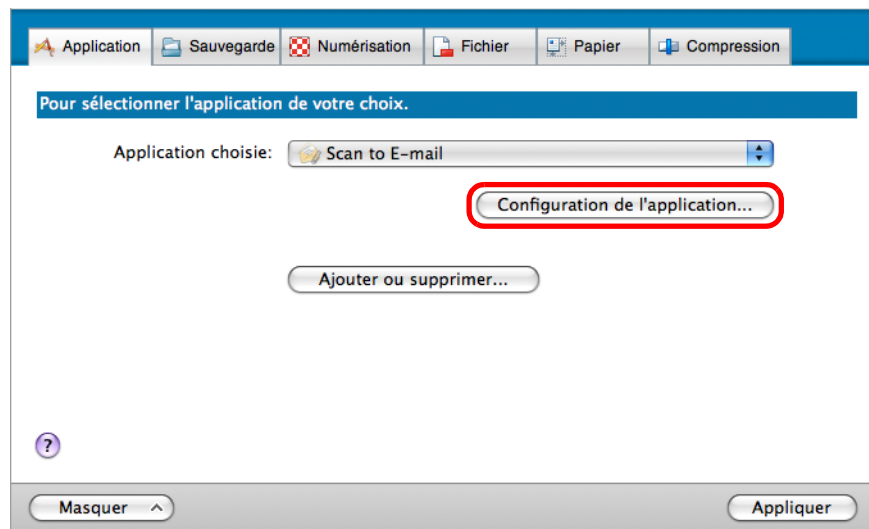 Application Sauvegarde Numérisation Fichier Papier Compression
Pour sélectionner l'application de votre choix.
Application choisie: Scan to E-mail
Configuration de l'application...
Ajouter ou supprimer...
?
Masquer Appliquer